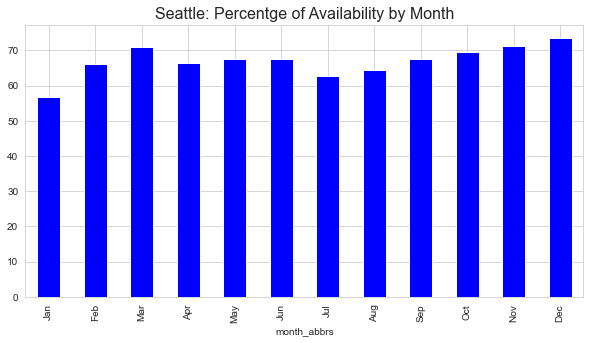 Seattle: Percentge of Availability by Month
70
60
50
40
30
20
10
0
Jan
Feb
Mar
Apr
May
Jun
Jul
Aug
Sep
Oct
Nov
Dec
month_abbrs